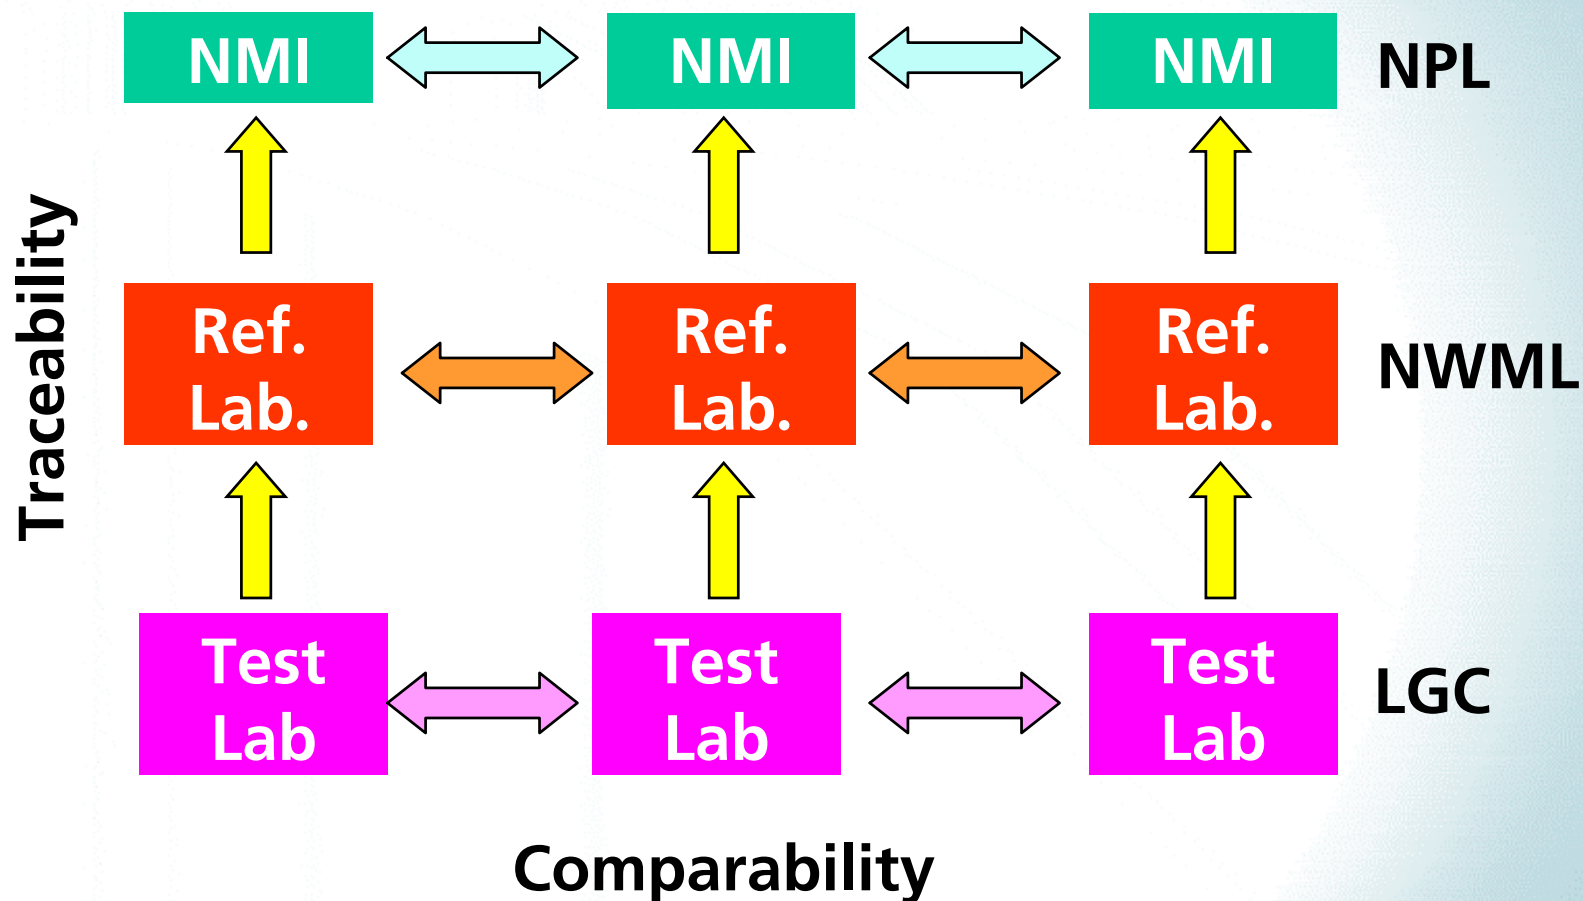 NMI NMI NMI NPL
Traceability
Ref. Ref. Ref.
Lab. Lab. Lab.
NWML
Test Test Test
Lab Lab Lab
LGC
Comparability